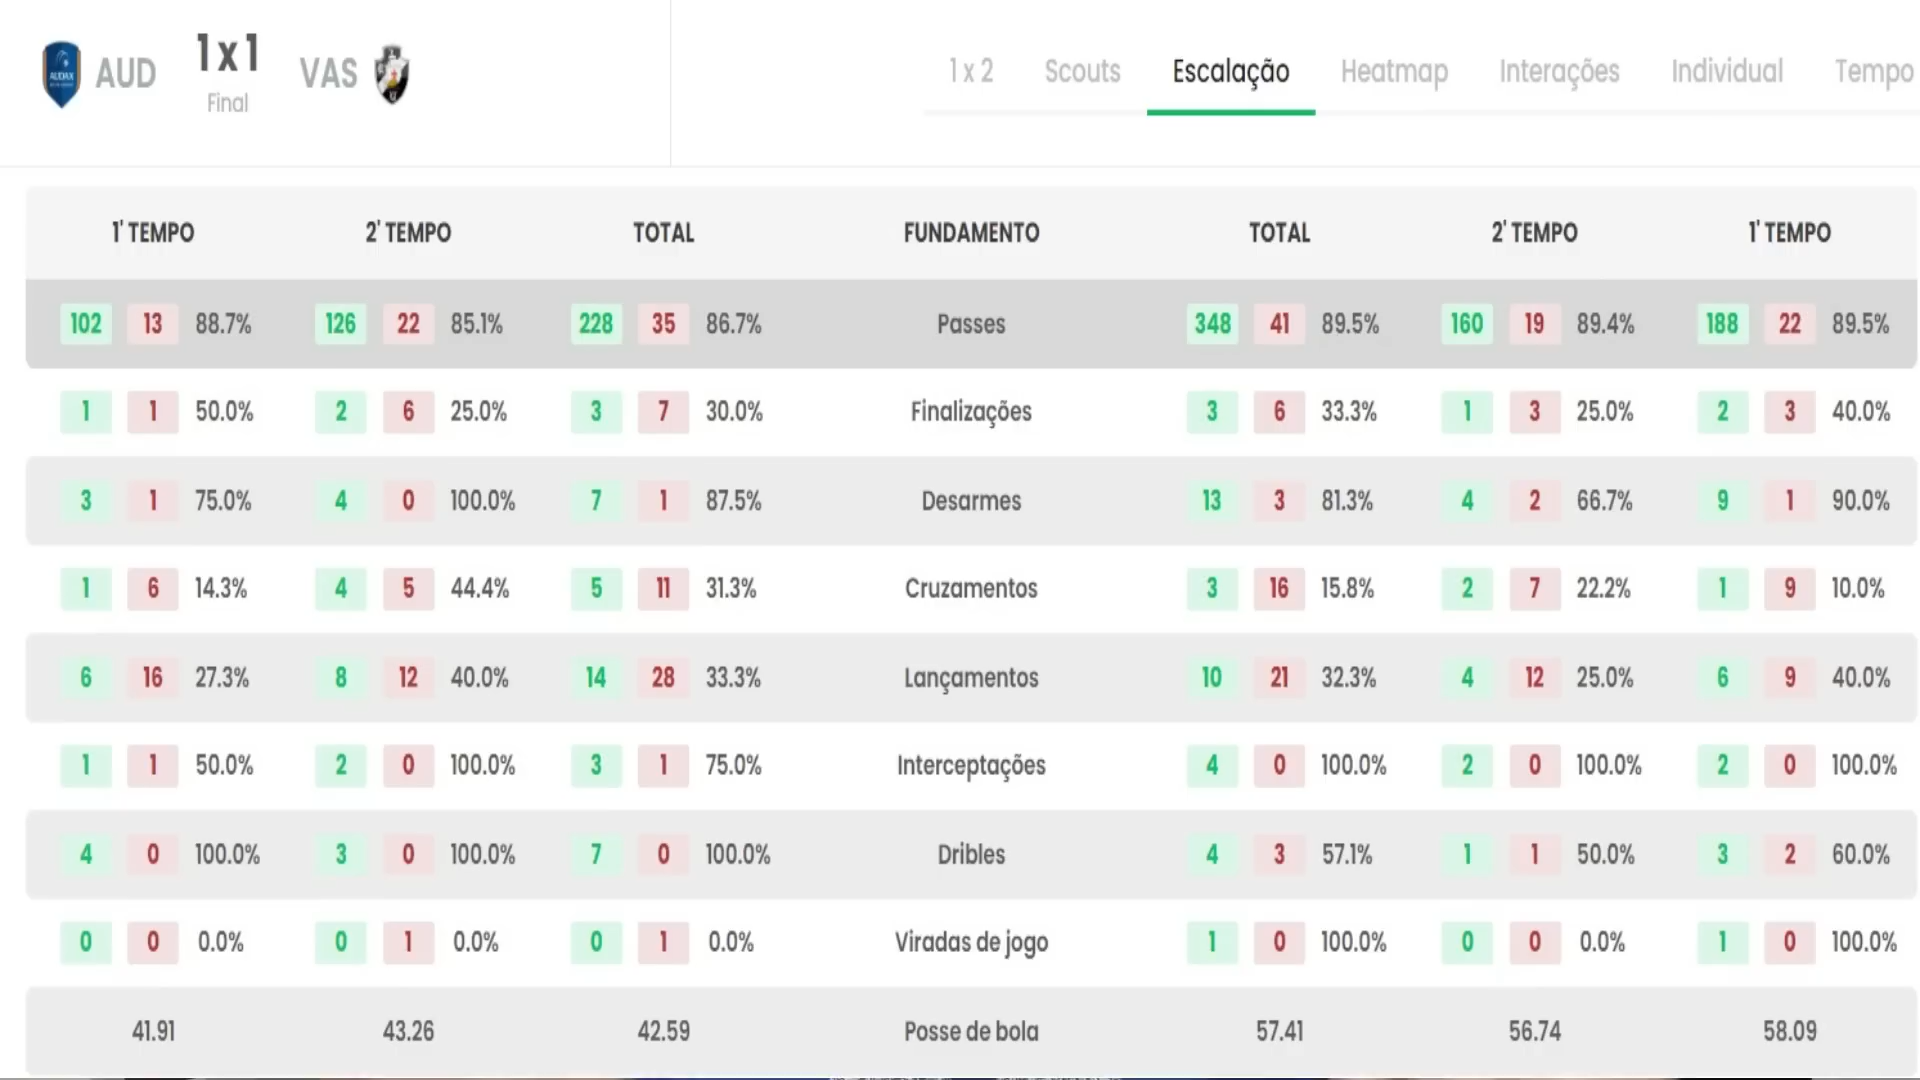 AUDAX
AUD 1 x 1 VAS
Final
1 x 2 Scouts Escalação Heatmap Interações Individual Tempo
1' TEMPO 2' TEMPO TOTAL FUNDAMENTO TOTAL 2' TEMPO 1' TEMPO
102 13 88.7% 126 22 85.1% 228 35 86.7% Passes 348 41 89.5% 160 19 89.4% 188 22 89.5%
1 1 50.0% 2 6 25.0% 3 7 30.0% Finalizações 3 6 33.3% 1 3 25.0% 2 3 40.0%
3 1 75.0% 4 0 100.0% 7 1 87.5% Desarmes 13 3 81.3% 4 2 66.7% 9 1 90.0%
1 6 14.3% 4 5 44.4% 5 11 31.3% Cruzamentos 3 16 15.8% 2 7 22.2% 1 9 10.0%
6 16 27.3% 8 12 40.0% 14 28 33.3% Lançamentos 10 21 32.3% 4 12 25.0% 6 9 40.0%
1 1 50.0% 2 0 100.0% 3 1 75.0% Interceptações 4 0 100.0% 2 0 100.0% 2 0 100.0%
4 0 100.0% 3 0 100.0% 7 0 100.0% Dribles 4 3 57.1% 1 1 50.0% 3 2 60.0%
0 0 0.0% 0 1 0.0% 0 1 0.0% Viradas de jogo 1 0 100.0% 0 0 0.0% 1 0 100.0%
41.91 43.26 42.59 Posse de bola 57.41 56.74 58.09